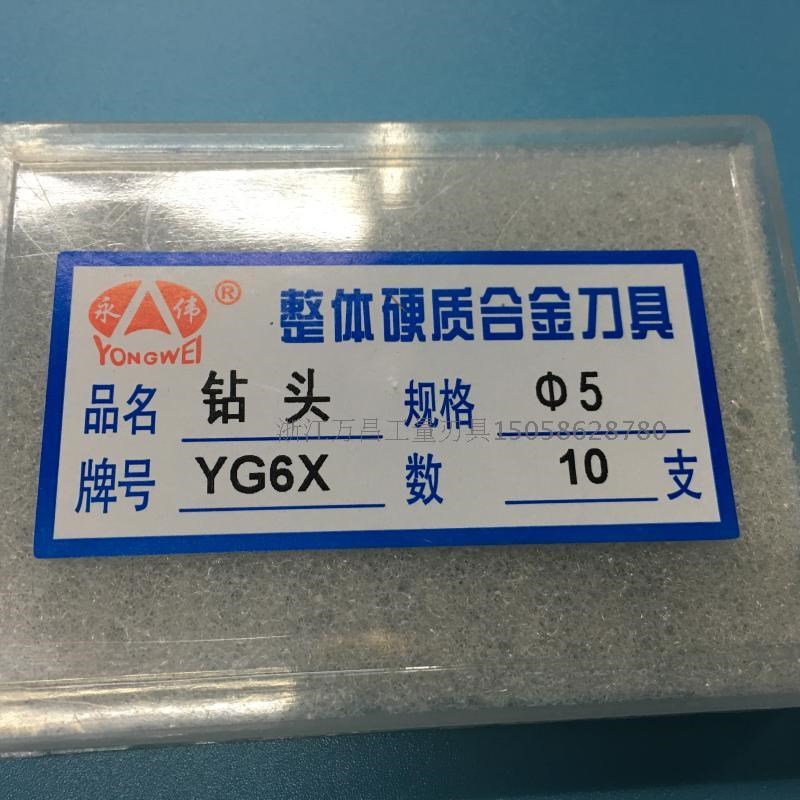 永伟 ® 整体硬质合金刀具
YONGWEI
品名 钻头 规格 Φ5
浙江万昌工量刃具15058628780
牌号 YG6X 数 10 支